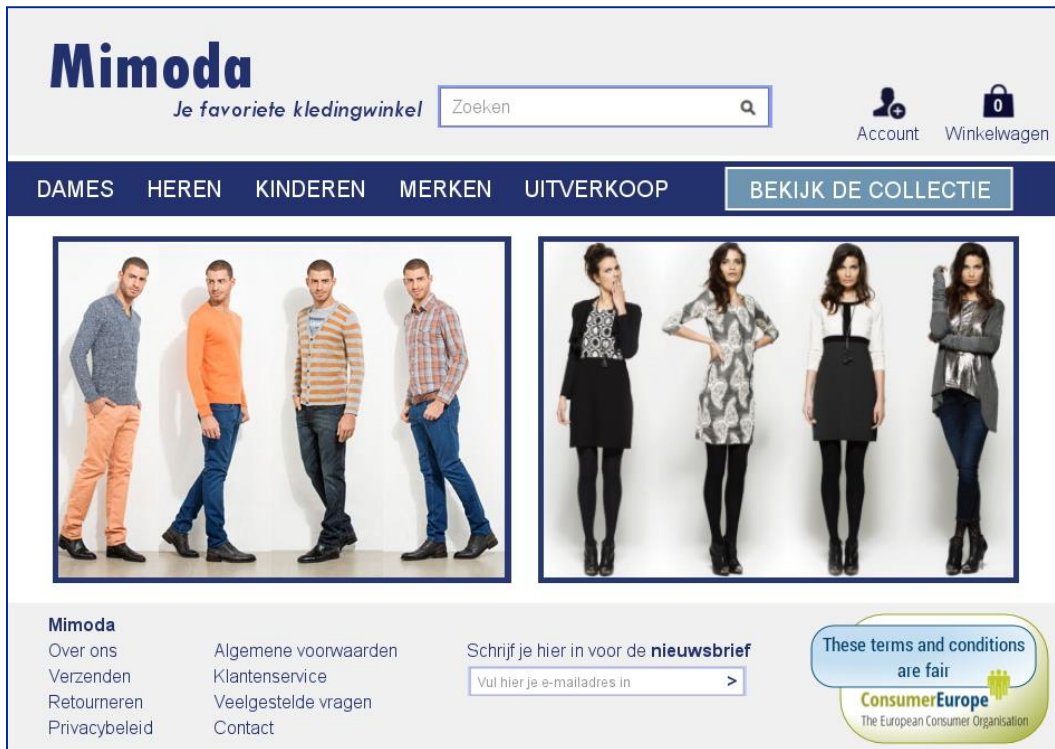 Mimoda
Je favoriete kledingwinkel
Zoeken
Account
0
Winkelwagen
DAMES HEREN KINDEREN MERKEN UITVERKOOP BEKIJK DE COLLECTIE
Mimoda
Over ons
Verzenden
Retourneren
Privacybeleid
Algemene voorwaarden
Klantenservice
Veelgestelde vragen
Contact
Schrijf je hier in voor de nieuwsbrief
Vul hier je e-mailadres in >
These terms and conditions
are fair
ConsumerEurope
The European Consumer Organisation